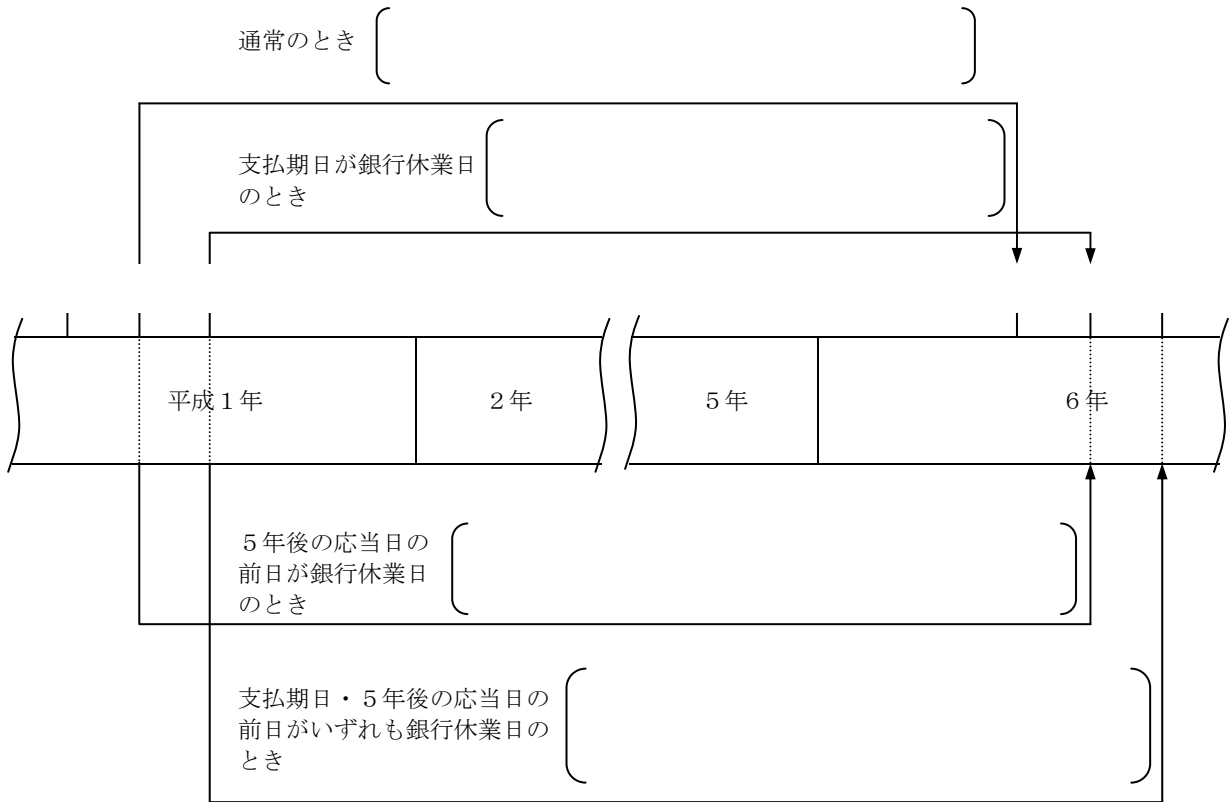 通常のとき
支払期日が銀行休業日
のとき
平成１年
２年
５年
６年
５年後の応当日の
前日が銀行休業日
のとき
支払期日・５年後の応当日の
前日がいずれも銀行休業日の
とき